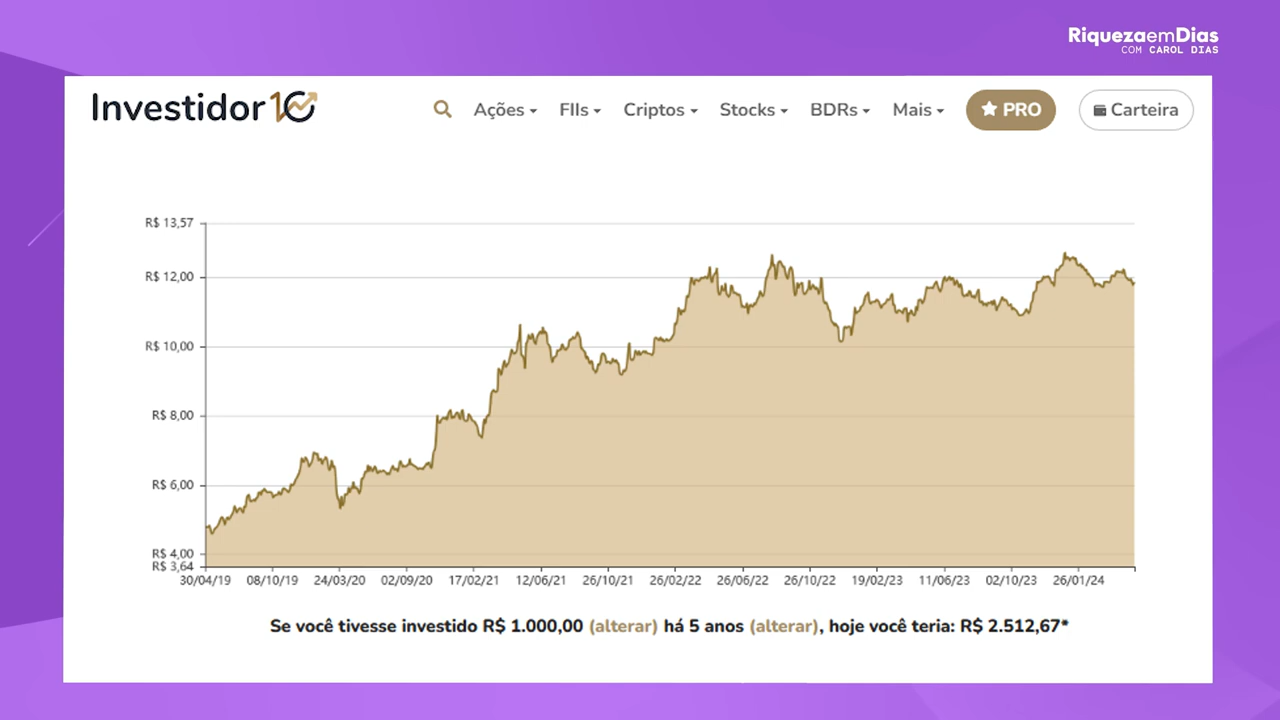 RiquezaemDias
COM CAROL DIAS
Investidor 10
Ações
FIIs
Criptos
Stocks
BDRs
Mais
PRO
Carteira
R$ 13,57
R$ 12,00
R$ 10,00
R$ 8,00
R$ 6,00
R$ 4,00
R$ 3,64
30/04/19
08/10/19
24/03/20
02/09/20
17/02/21
12/06/21
26/10/21
26/02/22
26/06/22
26/10/22
19/02/23
11/06/23
02/10/23
26/01/24
Se você tivesse investido R$ 1.000,00 (alterar) há 5 anos (alterar), hoje você teria: R$ 2.512,67*